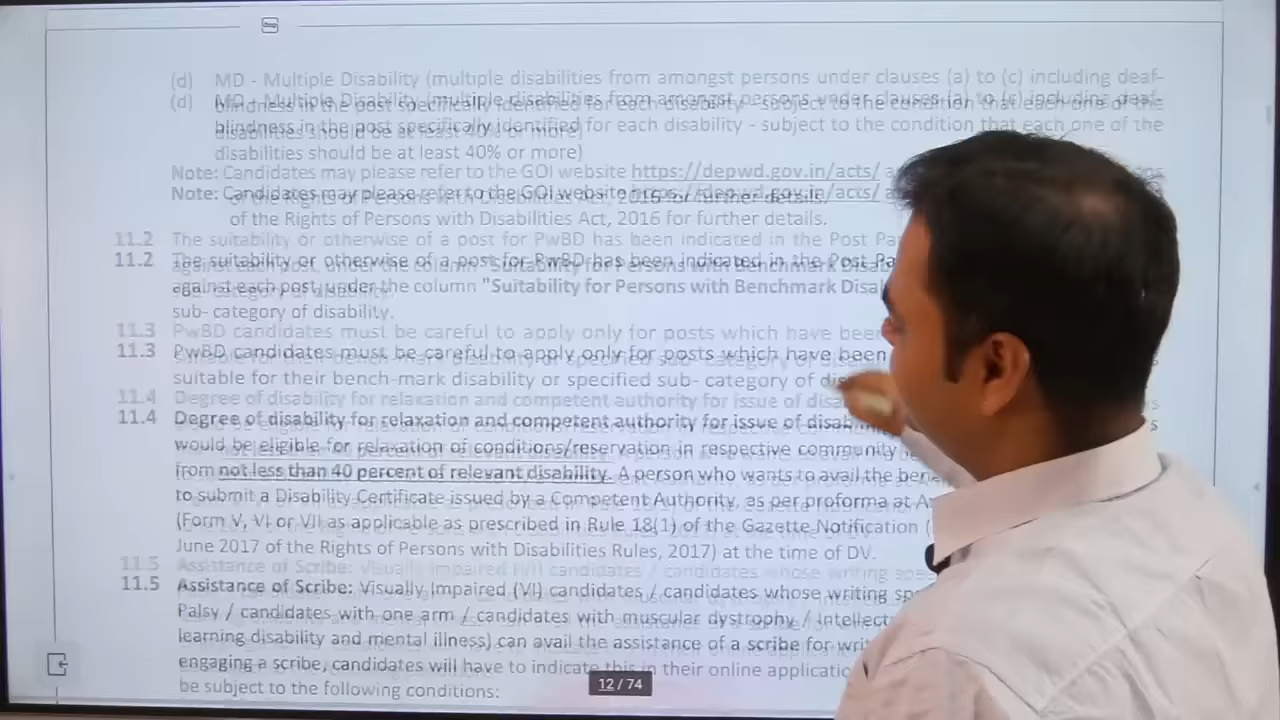 (d) MD - Multiple Disability (multiple disabilities from amongst persons under clauses (a) to (c) including deaf-
blindness in the post specifically identified for each disability - subject to the condition that each one of the
disabilities should be at least 40% or more)
Note: Candidates may please refer to the GOI website https://depwd.gov.in/acts/
of the Rights of Persons with Disabilities Act, 2016 for further details.
11.2 The suitability or otherwise of a post for PwBD has been indicated in the Post
against each post, under the column "Suitability for Persons with Benchmark
sub- category of disability.
11.3 PwBD candidates must be careful to apply only for posts which have been
suitable for their bench-mark disability or specified sub- category of
11.4 Degree of disability for relaxation and competent authority for issue of
would be eligible for relaxation of conditions/reservation in respective community
from not less than 40 percent of relevant disability. A person who wants to avail the
to submit a Disability Certificate issued by a Competent Authority, as per proforma at
(Form V, VI or VII as applicable as prescribed in Rule 18(1) of the Gazette Notification
June 2017 of the Rights of Persons with Disabilities Rules, 2017) at the time of DV.
11.5 Assistance of Scribe: Visually Impaired (VI) candidates / candidates whose writing
Palsy / candidates with one arm / candidates with muscular dystrophy /
learning disability and mental illness) can avail the assistance of a scribe for
engaging a scribe, candidates will have to indicate this in their online
be subject to the following conditions:
12 / 74